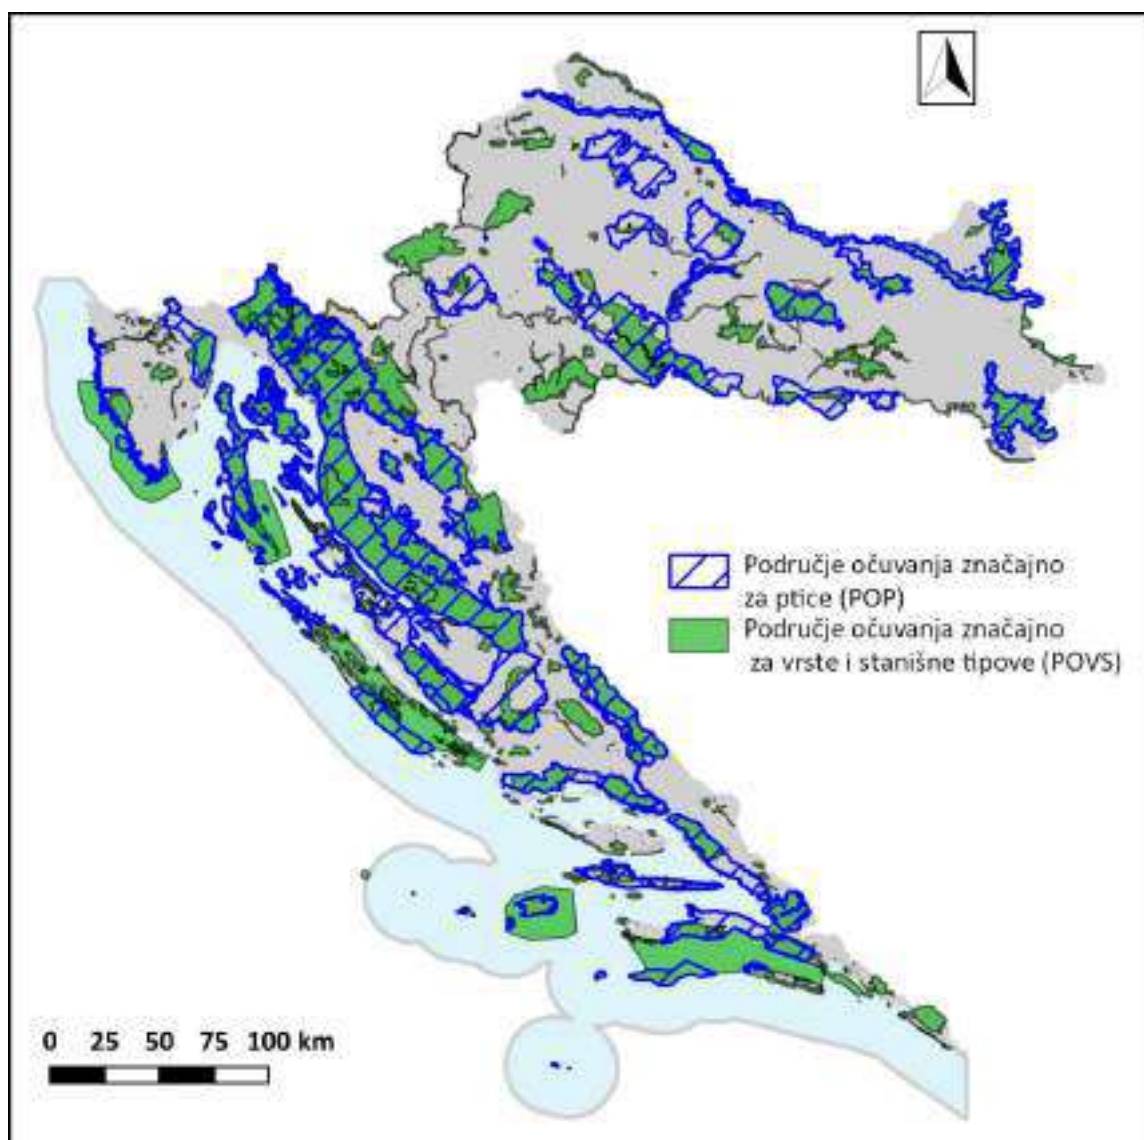 Područje očuvanja značajno
za ptice (POP)
Područje očuvanja značajno
za vrste i stanišne tipove (POVS)
0 25 50 75 100 km